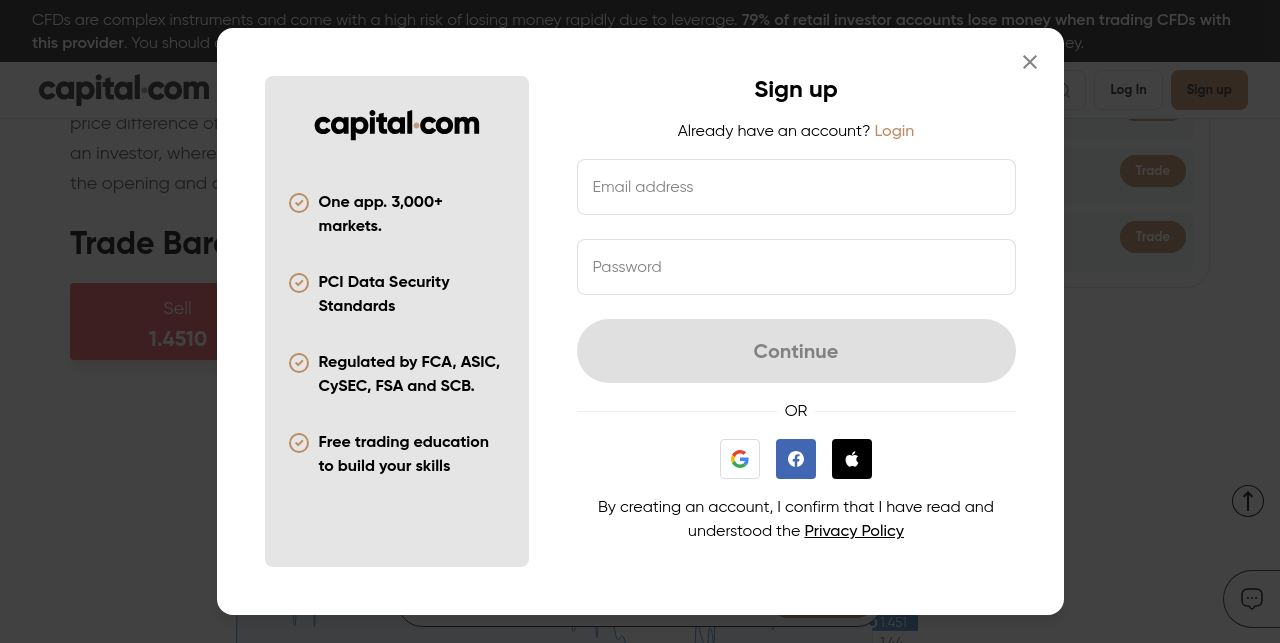 CFDs are complex instruments and come with a high risk of losing money rapidly due to leverage. 79% of retail investor accounts lose money when trading CFDs with
this provider. You should
ey.
capital.com
Log In
Sign up
price difference of
an investor, where
the opening and
Trade Bar
Sell
1.4510
Trade
Trade
capital.com
One app. 3,000+
markets.
PCI Data Security
Standards
Regulated by FCA, ASIC,
CySEC, FSA and SCB.
Free trading education
to build your skills
Sign up
Already have an account? Login
Email address
Password
Continue
OR
By creating an account, I confirm that I have read and
understood the Privacy Policy
1.451